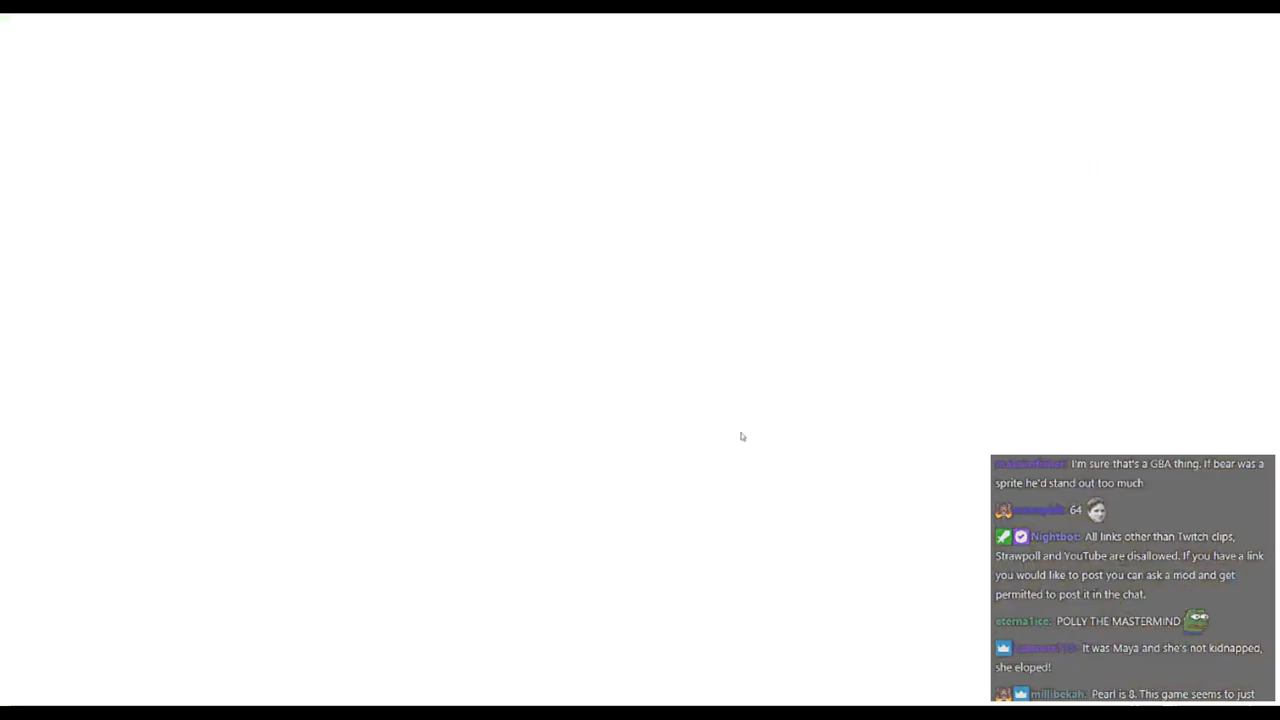 I'm sure that's a GBA thing. If bear was a
sprite he'd stand out too much
64
Nightbot: All links other than Twitch clips,
Strawpoll and YouTube are disallowed. If you have a link
you would like to post you can ask a mod and get
permitted to post it in the chat.
eterna1ice: POLLY THE MASTERMIND
It was Maya and she's not kidnapped,
she eloped!
millibekah: Pearl is 8. This game seems to just